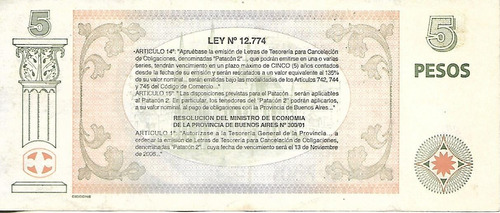 5
LEY Nº 12.774
5
-ARTICULO 14º "Apruébase la emisión de Letras de Tesorería para Cancelación
de Obligaciones, denominadas "Patacón 2"... que podrán emitirse en una o varias
series, tendrán vencimiento en un plazo maximo de CINCO (5) años contados
desde la fecha de su emisión y serán rescatados a un valor equivalente al 135%
de su valor nominal... serán emitidas bajo las modalidades de los Artículos 742, 744
y 746 del Código de Comercio..."
PESOS
-ARTICULO 15º "Las disposiciones previstas para el Patacón... serán aplicables
al Patacón 2. En particular, los tenedores del "Patacón 2" podrán aplicarlos,
a su valor nominal, al pago de obligaciones con la Provincia de Buenos Aires..."
RESOLUCION DEL MINISTRO DE ECONOMIA
DE LA PROVINCIA DE BUENOS AIRES Nº 300/01
ARTICULO 1º "Autorízase a la Tesorería General de la Provincia... a
ordenar la emisión de Letras de Tesorería para Cancelación de Obligaciones,
denominadas "Patacón 2"... cuya fecha de vencimiento será el 13 de Noviembre
de 2006..."